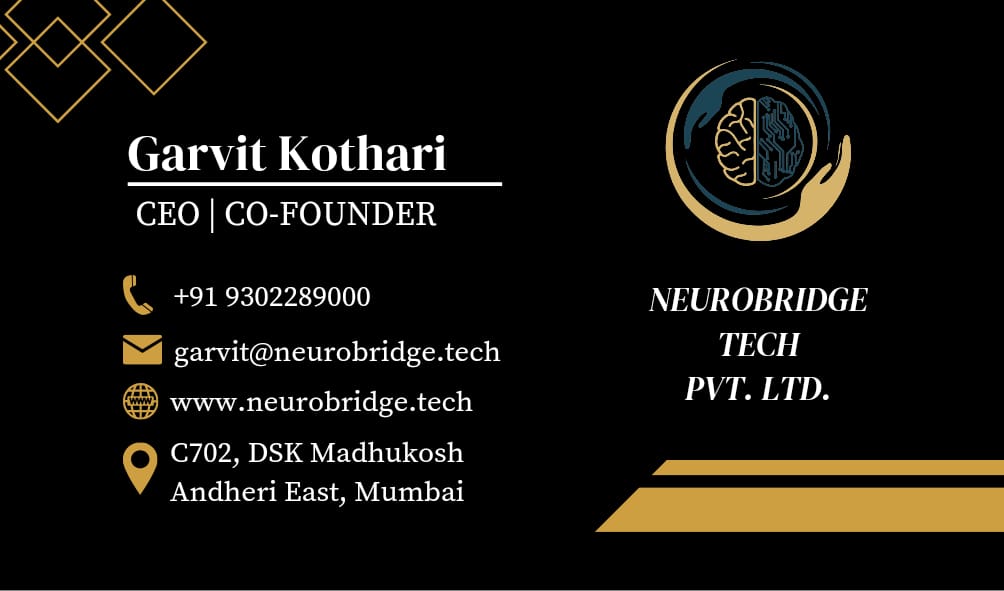 Garvit Kothari
CEO | CO-FOUNDER
+91 9302289000
garvit@neurobridge.tech
www.neurobridge.tech
C702, DSK Madhukosh
Andheri East, Mumbai
NEUROBRIDGE
TECH
PVT. LTD.